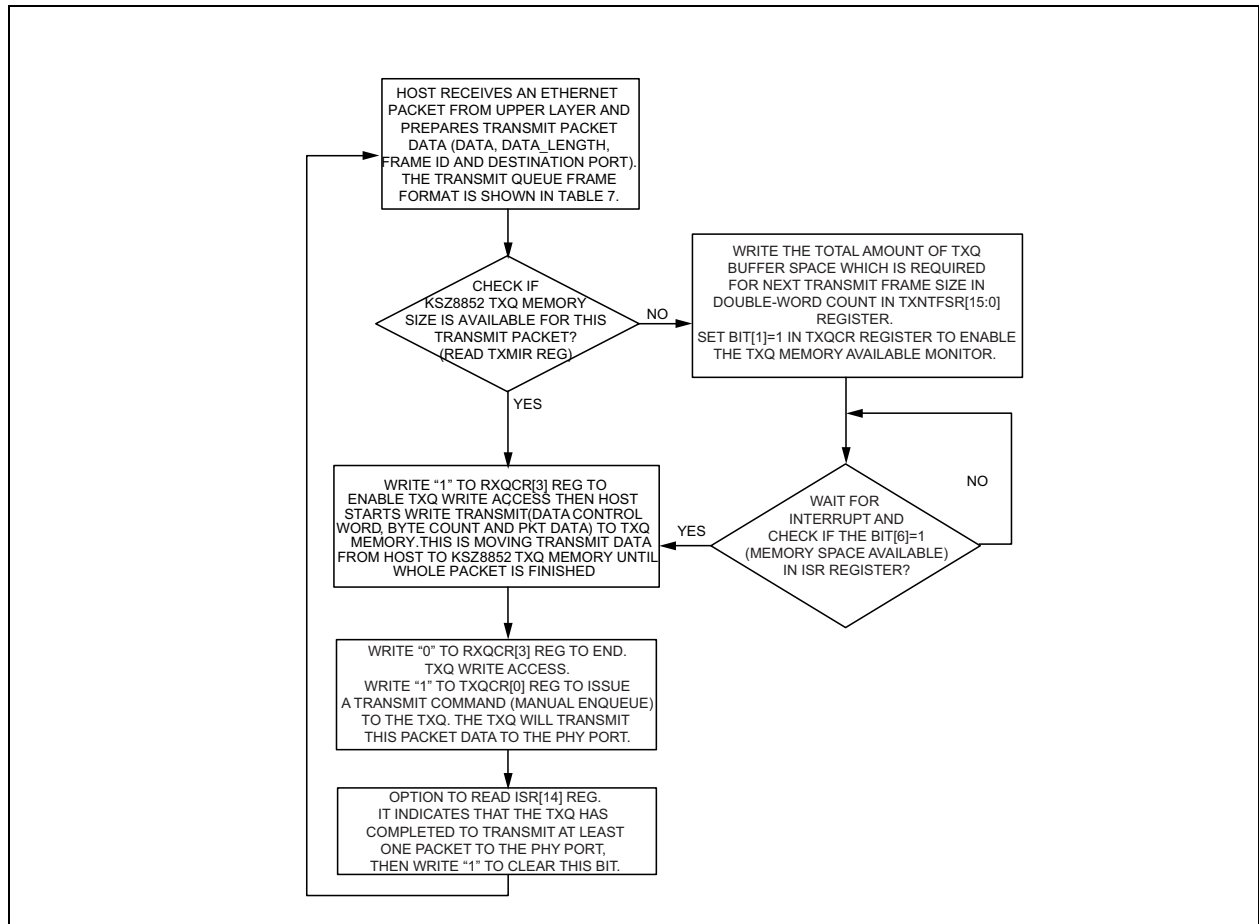 HOST RECEIVES AN ETHERNET
PACKET FROM UPPER LAYER AND
PREPARES TRANSMIT PACKET
DATA (DATA, DATA_LENGTH,
FRAME ID AND DESTINATION PORT).
THE TRANSMIT QUEUE FRAME
FORMAT IS SHOWN IN TABLE 7.
CHECK IF
KSZ8852 TXQ MEMORY
SIZE IS AVAILABLE FOR THIS
TRANSMIT PACKET?
(READ TXMIR REG)
NO
WRITE THE TOTAL AMOUNT OF TXQ
BUFFER SPACE WHICH IS REQUIRED
FOR NEXT TRANSMIT FRAME SIZE IN
DOUBLE-WORD COUNT IN TXNTFSR[15:0]
REGISTER.
SET BIT[1]=1 IN TXQCR REGISTER TO ENABLE
THE TXQ MEMORY AVAILABLE MONITOR.
YES
WAIT FOR
INTERRUPT AND
CHECK IF THE BIT[6]=1
(MEMORY SPACE AVAILABLE)
IN ISR REGISTER?
NO
YES
WRITE “1” TO RXQCR[3] REG TO
ENABLE TXQ WRITE ACCESS THEN HOST
STARTS WRITE TRANSMIT(DATA CONTROL
WORD, BYTE COUNT AND PKT DATA) TO TXQ
MEMORY.THIS IS MOVING TRANSMIT DATA
FROM HOST TO KSZ8852 TXQ MEMORY UNTIL
WHOLE PACKET IS FINISHED
WRITE “0” TO RXQCR[3] REG TO END.
TXQ WRITE ACCESS.
WRITE “1” TO TXQCR[0] REG TO ISSUE
A TRANSMIT COMMAND (MANUAL ENQUEUE)
TO THE TXQ. THE TXQ WILL TRANSMIT
THIS PACKET DATA TO THE PHY PORT.
OPTION TO READ ISR[14] REG.
IT INDICATES THAT THE TXQ HAS
COMPLETED TO TRANSMIT AT LEAST
ONE PACKET TO THE PHY PORT,
THEN WRITE “1” TO CLEAR THIS BIT.